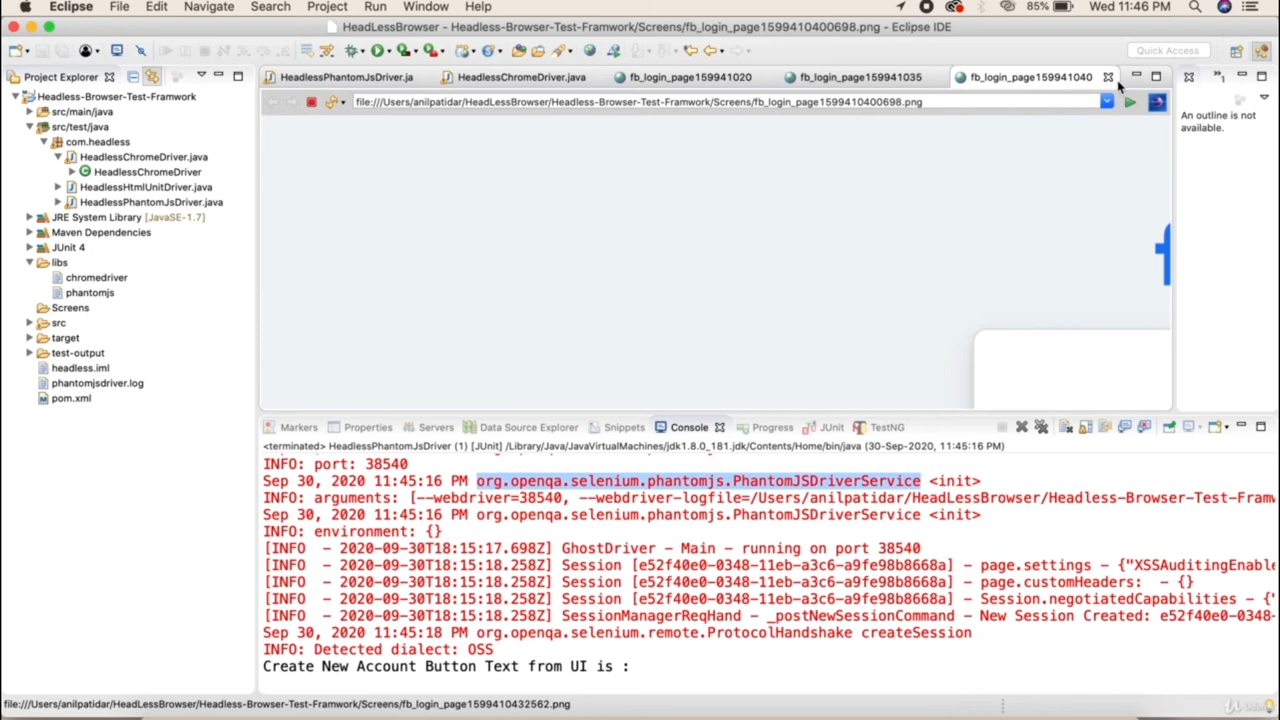 Eclipse File Edit Navigate Search Project Run Window Help 85% Wed 11:46 PM
HeadLessBrowser - Headless-Browser-Test-Framwork/Screens/fb_login_page1599410400698.png - Eclipse IDE
Quick Access
Project Explorer
HeadlessPhantomJsDriver.ja HeadlessChromeDriver.java fb_login_page159941020 fb_login_page159941035 fb_login_page159941040
file:///Users/anilpatidar/HeadLessBrowser/Headless-Browser-Test-Framwork/Screens/fb_login_page1599410400698.png
An outline is not
available.
Headless-Browser-Test-Framwork
src/main/java
src/test/java
com.headless
HeadlessChromeDriver.java
HeadlessChromeDriver
HeadlessHtmlUnitDriver.java
HeadlessPhantomJsDriver.java
JRE System Library [JavaSE-1.7]
Maven Dependencies
JUnit 4
libs
chromedriver
phantomjs
Screens
src
target
test-output
headless.iml
phantomjsdriver.log
pom.xml
Markers Properties Servers Data Source Explorer Snippets Console Progress JUnit TestNG
<terminated> HeadlessPhantomJsDriver (1) [JUnit] /Library/Java/JavaVirtualMachines/jdk1.8.0_181.jdk/Contents/Home/bin/java (30-Sep-2020, 11:45:16 PM)
INFO: port: 38540
Sep 30, 2020 11:45:16 PM org.openqa.selenium.phantomjs.PhantomJSDriverService <init>
INFO: arguments: [--webdriver=38540, --webdriver-logfile=/Users/anilpatidar/HeadLessBrowser/Headless-Browser-Test-Fram
Sep 30, 2020 11:45:16 PM org.openqa.selenium.phantomjs.PhantomJSDriverService <init>
INFO: environment: {}
[INFO - 2020-09-30T18:15:17.698Z] GhostDriver - Main - running on port 38540
[INFO - 2020-09-30T18:15:18.258Z] Session [e52f40e0-0348-11eb-a3c6-a9fe98b8668a] - page.settings - {"XSSAuditingEnable
[INFO - 2020-09-30T18:15:18.258Z] Session [e52f40e0-0348-11eb-a3c6-a9fe98b8668a] - page.customHeaders: - {}
[INFO - 2020-09-30T18:15:18.258Z] Session [e52f40e0-0348-11eb-a3c6-a9fe98b8668a] - Session.negotiatedCapabilities - {"
[INFO - 2020-09-30T18:15:18.258Z] SessionManagerReqHand - _postNewSessionCommand - New Session Created: e52f40e0-0348-
Sep 30, 2020 11:45:18 PM org.openqa.selenium.remote.ProtocolHandshake createSession
INFO: Detected dialect: OSS
Create New Account Button Text from UI is :
file:///Users/anilpatidar/HeadLessBrowser/Headless-Browser-Test-Framwork/Screens/fb_login_page1599410432562.png